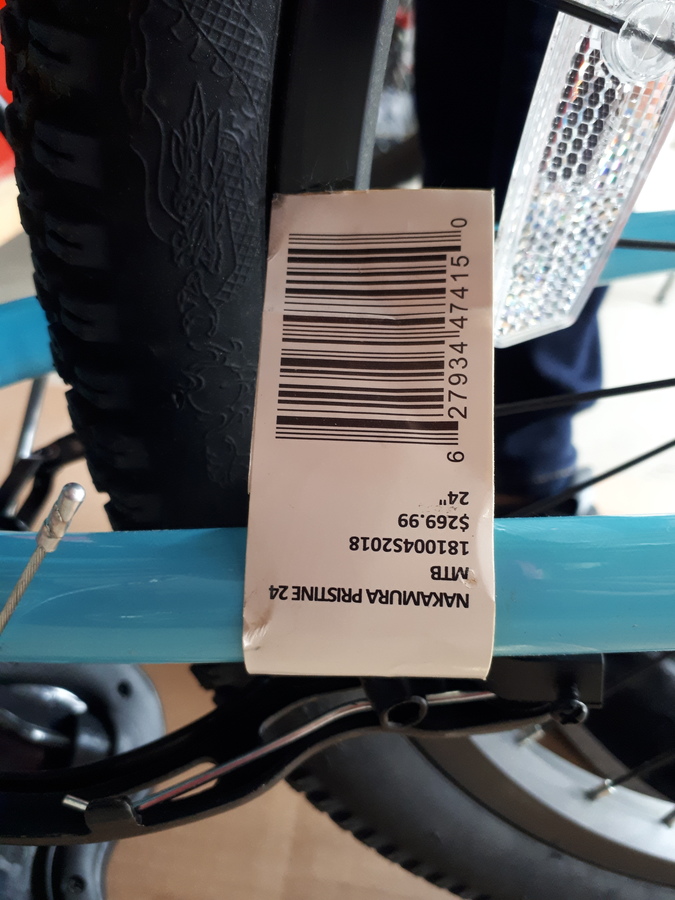 NAKAMURA PRISTINE 24
MTB
181004S2018
$269.99
24"
6 27934 47415 0